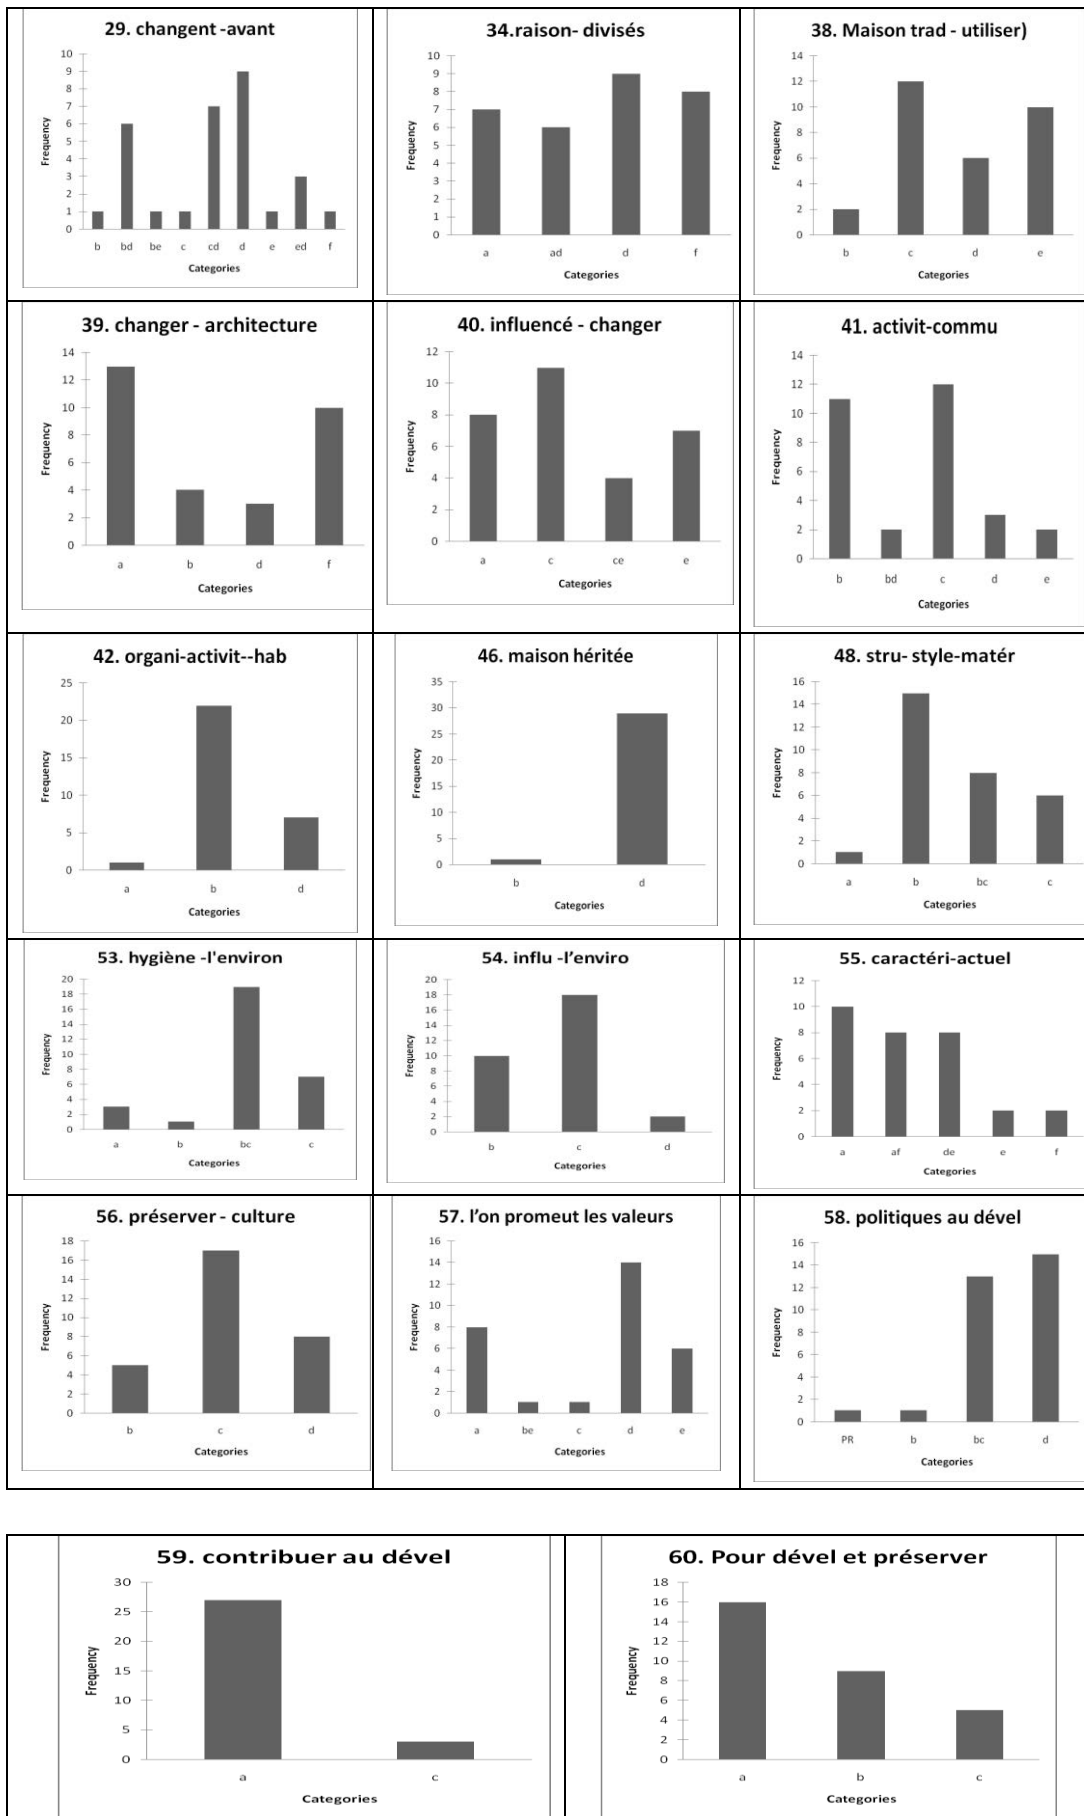 29. changent -avant
10
9
8
7
6
5
4
3
2
1
0
Frequency
b bd be c cd d e ed f
Categories
34.raison- divisés
10
9
8
7
6
5
4
3
2
1
0
Frequency
a ad d f
Categories
38. Maison trad - utiliser)
14
12
10
8
6
4
2
0
Frequency
b c d e
Categories
39. changer - architecture
14
12
10
8
6
4
2
0
Frequency
a b d f
Categories
40. influencé - changer
12
10
8
6
4
2
0
Frequency
a c ce e
Categories
41. activit-commu
14
12
10
8
6
4
2
0
Frequency
b bd c d e
Categories
42. organi-activit--hab
25
20
15
10
5
0
Frequency
a b d
Categories
46. maison héritée
35
30
25
20
15
10
5
0
Frequency
b d
Categories
48. stru- style-matér
16
14
12
10
8
6
4
2
0
Frequency
a b bc c
Categories
53. hygiène -l'environ
20
18
16
14
12
10
8
6
4
2
0
Frequency
a b bc c
Categories
54. influ -l’enviro
20
18
16
14
12
10
8
6
4
2
0
Frequency
b c d
Categories
55. caractéri-actuel
12
10
8
6
4
2
0
Frequency
a af de e f
Categories
56. préserver - culture
18
16
14
12
10
8
6
4
2
0
Frequency
b c d
Categories
57. l’on promeut les valeurs
16
14
12
10
8
6
4
2
0
Frequency
a be c d e
Categories
58. politiques au dével
16
14
12
10
8
6
4
2
0
Frequency
PR b bc d
Categories
59. contribuer au dével
30
25
20
15
10
5
0
Frequency
a c
Categories
60. Pour dével et préserver
18
16
14
12
10
8
6
4
2
0
Frequency
a b c
Categories